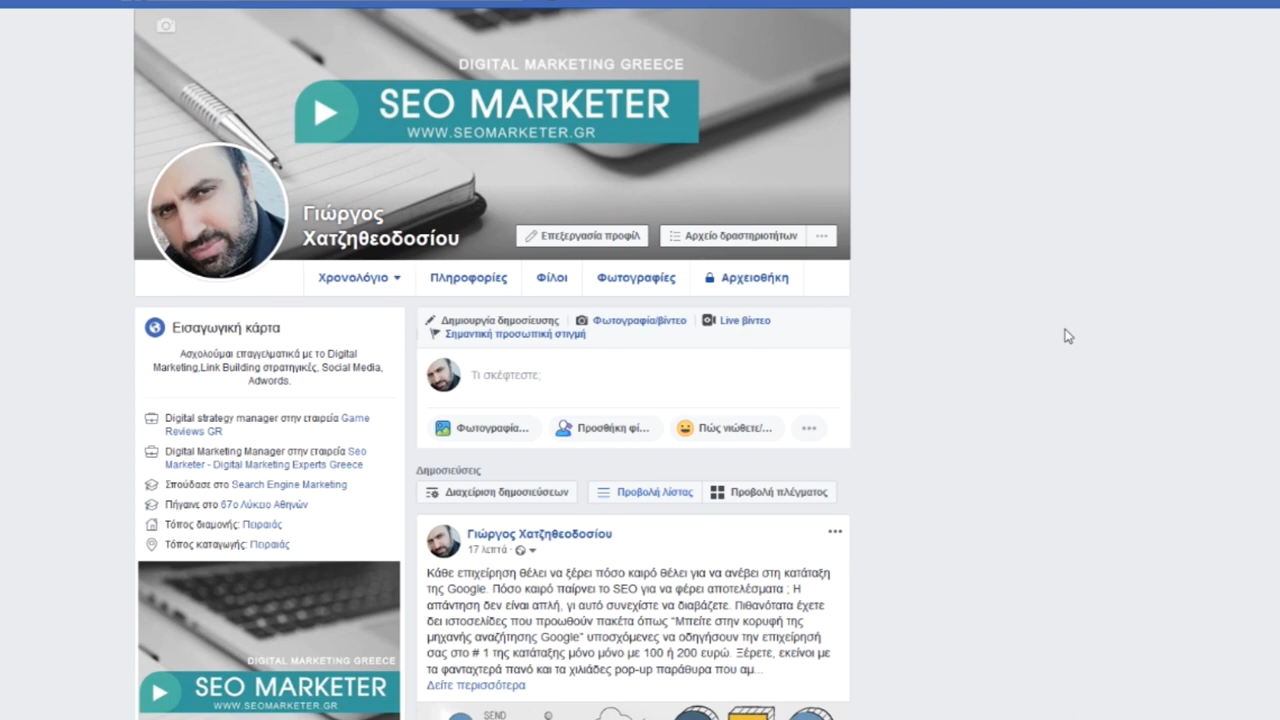 DIGITAL MARKETING GREECE
SEO MARKETER
WWW.SEOMARKETER.GR
Γιώργος
Χατζηθεοδοσίου
Επεξεργασία προφίλ
Αρχείο δραστηριοτήτων
Χρονολόγιο
Πληροφορίες
Φίλοι
Φωτογραφίες
Αρχειοθήκη
Εισαγωγική κάρτα
Ασχολούμαι επαγγελματικά με το Digital
Marketing,Link Building στρατηγικές, Social Media,
Adwords.
Digital strategy manager στην εταιρεία Game
Reviews GR
Digital Marketing Manager στην εταιρεία Seo
Marketer - Digital Marketing Experts Greece
Σπούδασε στο Search Engine Marketing
Πήγαινε στο 67ο Λύκειο Αθηνών
Τόπος διαμονής: Πειραιάς
Τόπος καταγωγής: Πειραιάς
DIGITAL MARKETING GREECE
SEO MARKETER
WWW.SEOMARKETER.GR
Δημιουργία δημοσίευσης
Φωτογραφία/βίντεο
Live βίντεο
Σημαντική προσωπική στιγμή
Τι σκέφτεστε;
Φωτογραφία...
Προσθήκη φί...
Πώς νιώθετε/...
Δημοσιεύσεις
Διαχείριση δημοσιεύσεων
Προβολή λίστας
Προβολή πλέγματος
Γιώργος Χατζηθεοδοσίου
17 λεπτά ·
Κάθε επιχείρηση θέλει να ξέρει πόσο καιρό θέλει για να ανέβει στη κατάταξη
της Google. Πόσο καιρό παίρνει το SEO για να φέρει αποτελέσματα ; Η
απάντηση δεν είναι απλή, γι αυτό συνεχίστε να διαβάζετε. Πιθανότατα έχετε
δει ιστοσελίδες που προωθούν πακέτα όπως "Μπείτε στην κορυφή της
μηχανής αναζήτησης Google" υποσχόμενες να οδηγήσουν την επιχείρησή
σας στο # 1 της κατάταξης μόνο μόνο με 100 ή 200 ευρώ. Ξέρετε, εκείνοι με
τα φανταχτερά πανό και τα χιλιάδες pop-up παράθυρα που αμ...
Δείτε περισσότερα
SEND